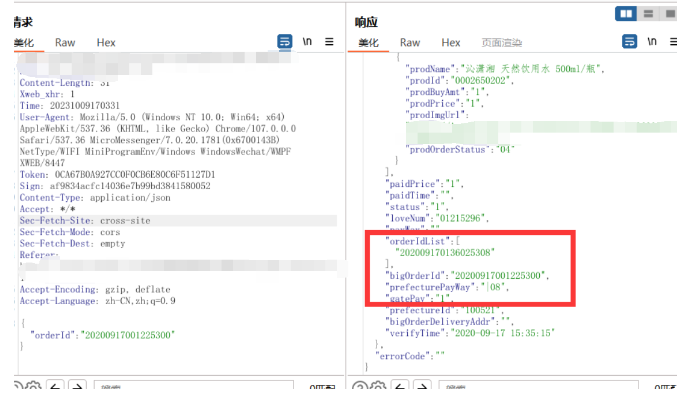 请求
美化 Raw Hex
\n
Content-Length: 31
Xweb_xhr: 1
Time: 20231009170331
User-Agent: Mozilla/5.0 (Windows NT 10.0; Win64; x64)
AppleWebKit/537.36 (KHTML, like Gecko) Chrome/107.0.0.0
Safari/537.36 MicroMessenger/7.0.20.1781(0x6700143B)
NetType/WIFI MiniProgramEnv/Windows WindowsWechat/WMPF
XWEB/8447
Token: 0CA67B0A927CC0F0CB6E80C6F51127D1
Sign: af9834acfc14036e7b99bd3841580052
Content-Type: application/json
Accept: */*
Sec-Fetch-Site: cross-site
Sec-Fetch-Mode: cors
Sec-Fetch-Dest: empty
Referer:
Accept-Encoding: gzip, deflate
Accept-Language: zh-CN,zh;q=0.9
{
"orderId":"20200917001225300"
}
响应
美化 Raw Hex 页面渲染
\n
{
"prodName":"沁潇湘 天然饮用水 500ml/瓶",
"prodId":"0002650202",
"prodBuyAmt":"1",
"prodPrice":"1",
"prodImgUrl":
"prodOrderStatus":"04"
}
],
"paidPrice":"1",
"paidTime":"",
"status":"1",
"loveNum":"01215296",
"orderIdList":[
"202009170136025308"
],
"bigOrderId":"20200917001225300",
"prefecturePayWay":"|08",
"gatePay":"1",
"prefectureId":"100521",
"bigOrderDeliveryAddr":"",
"verifyTime":"2020-09-17 15:35:15"
},
"errorCode":""
}